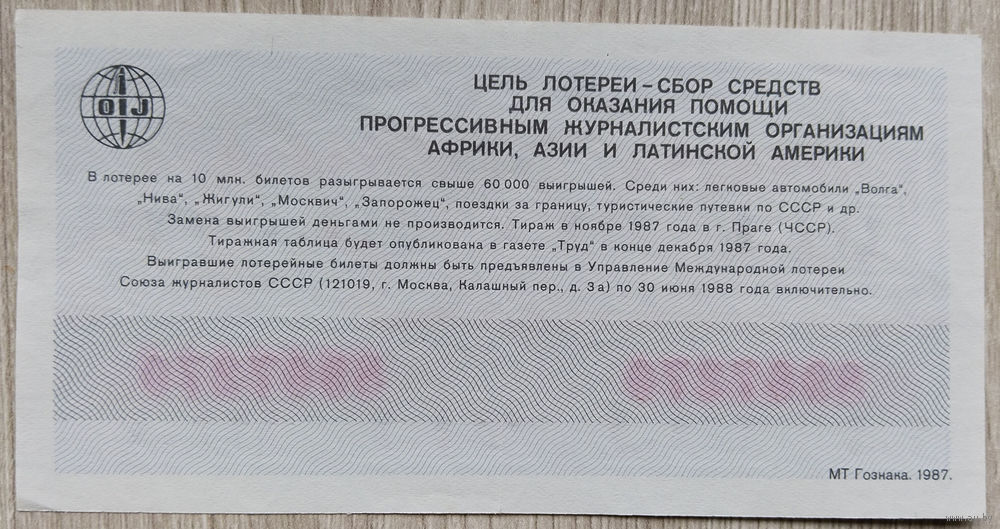 OIJ
ЦЕЛЬ ЛОТЕРЕИ – СБОР СРЕДСТВ
ДЛЯ ОКАЗАНИЯ ПОМОЩИ
ПРОГРЕССИВНЫМ ЖУРНАЛИСТСКИМ ОРГАНИЗАЦИЯМ
АФРИКИ, АЗИИ И ЛАТИНСКОЙ АМЕРИКИ
В лотерее на 10 млн. билетов разыгрывается свыше 60 000 выигрышей. Среди них: легковые автомобили „Волга“,
„Нива“, „Жигули“, „Москвич“, „Запорожец“, поездки за границу, туристические путевки по СССР и др.
Замена выигрышей деньгами не производится. Тираж в ноябре 1987 года в г. Праге (ЧССР).
Тиражная таблица будет опубликована в газете „Труд“ в конце декабря 1987 года.
Выигравшие лотерейные билеты должны быть предъявлены в Управление Международной лотереи
Союза журналистов СССР (121019, г. Москва, Калашный пер., д. 3а) по 30 июня 1988 года включительно.
МТ Гознака. 1987.